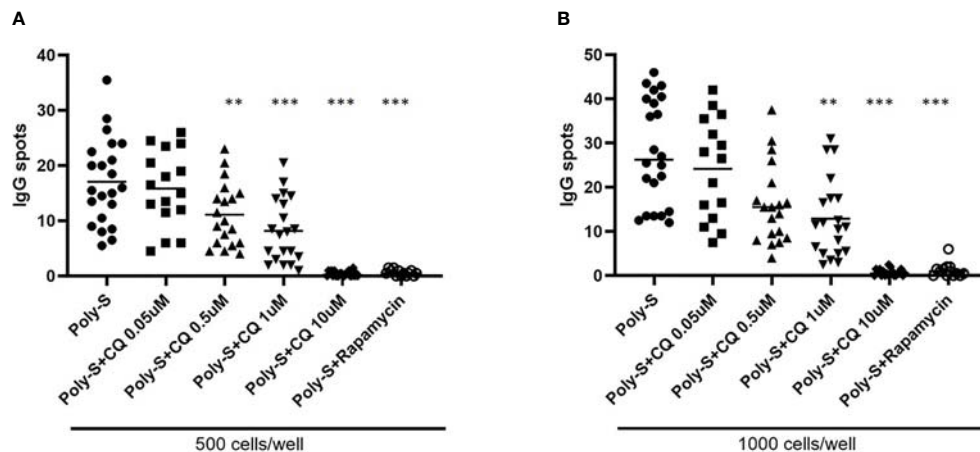 A
IgG spots
40
30
20
10
0
** *** *** ***
Poly-S
Poly-S+CQ 0.05uM
Poly-S+CQ 0.5uM
Poly-S+CQ 1uM
Poly-S+CQ 10uM
Poly-S+Rapamycin
500 cells/well
B
IgG spots
50
40
30
20
10
0
** *** ***
Poly-S
Poly-S+CQ 0.05uM
Poly-S+CQ 0.5uM
Poly-S+CQ 1uM
Poly-S+CQ 10uM
Poly-S+Rapamycin
1000 cells/well